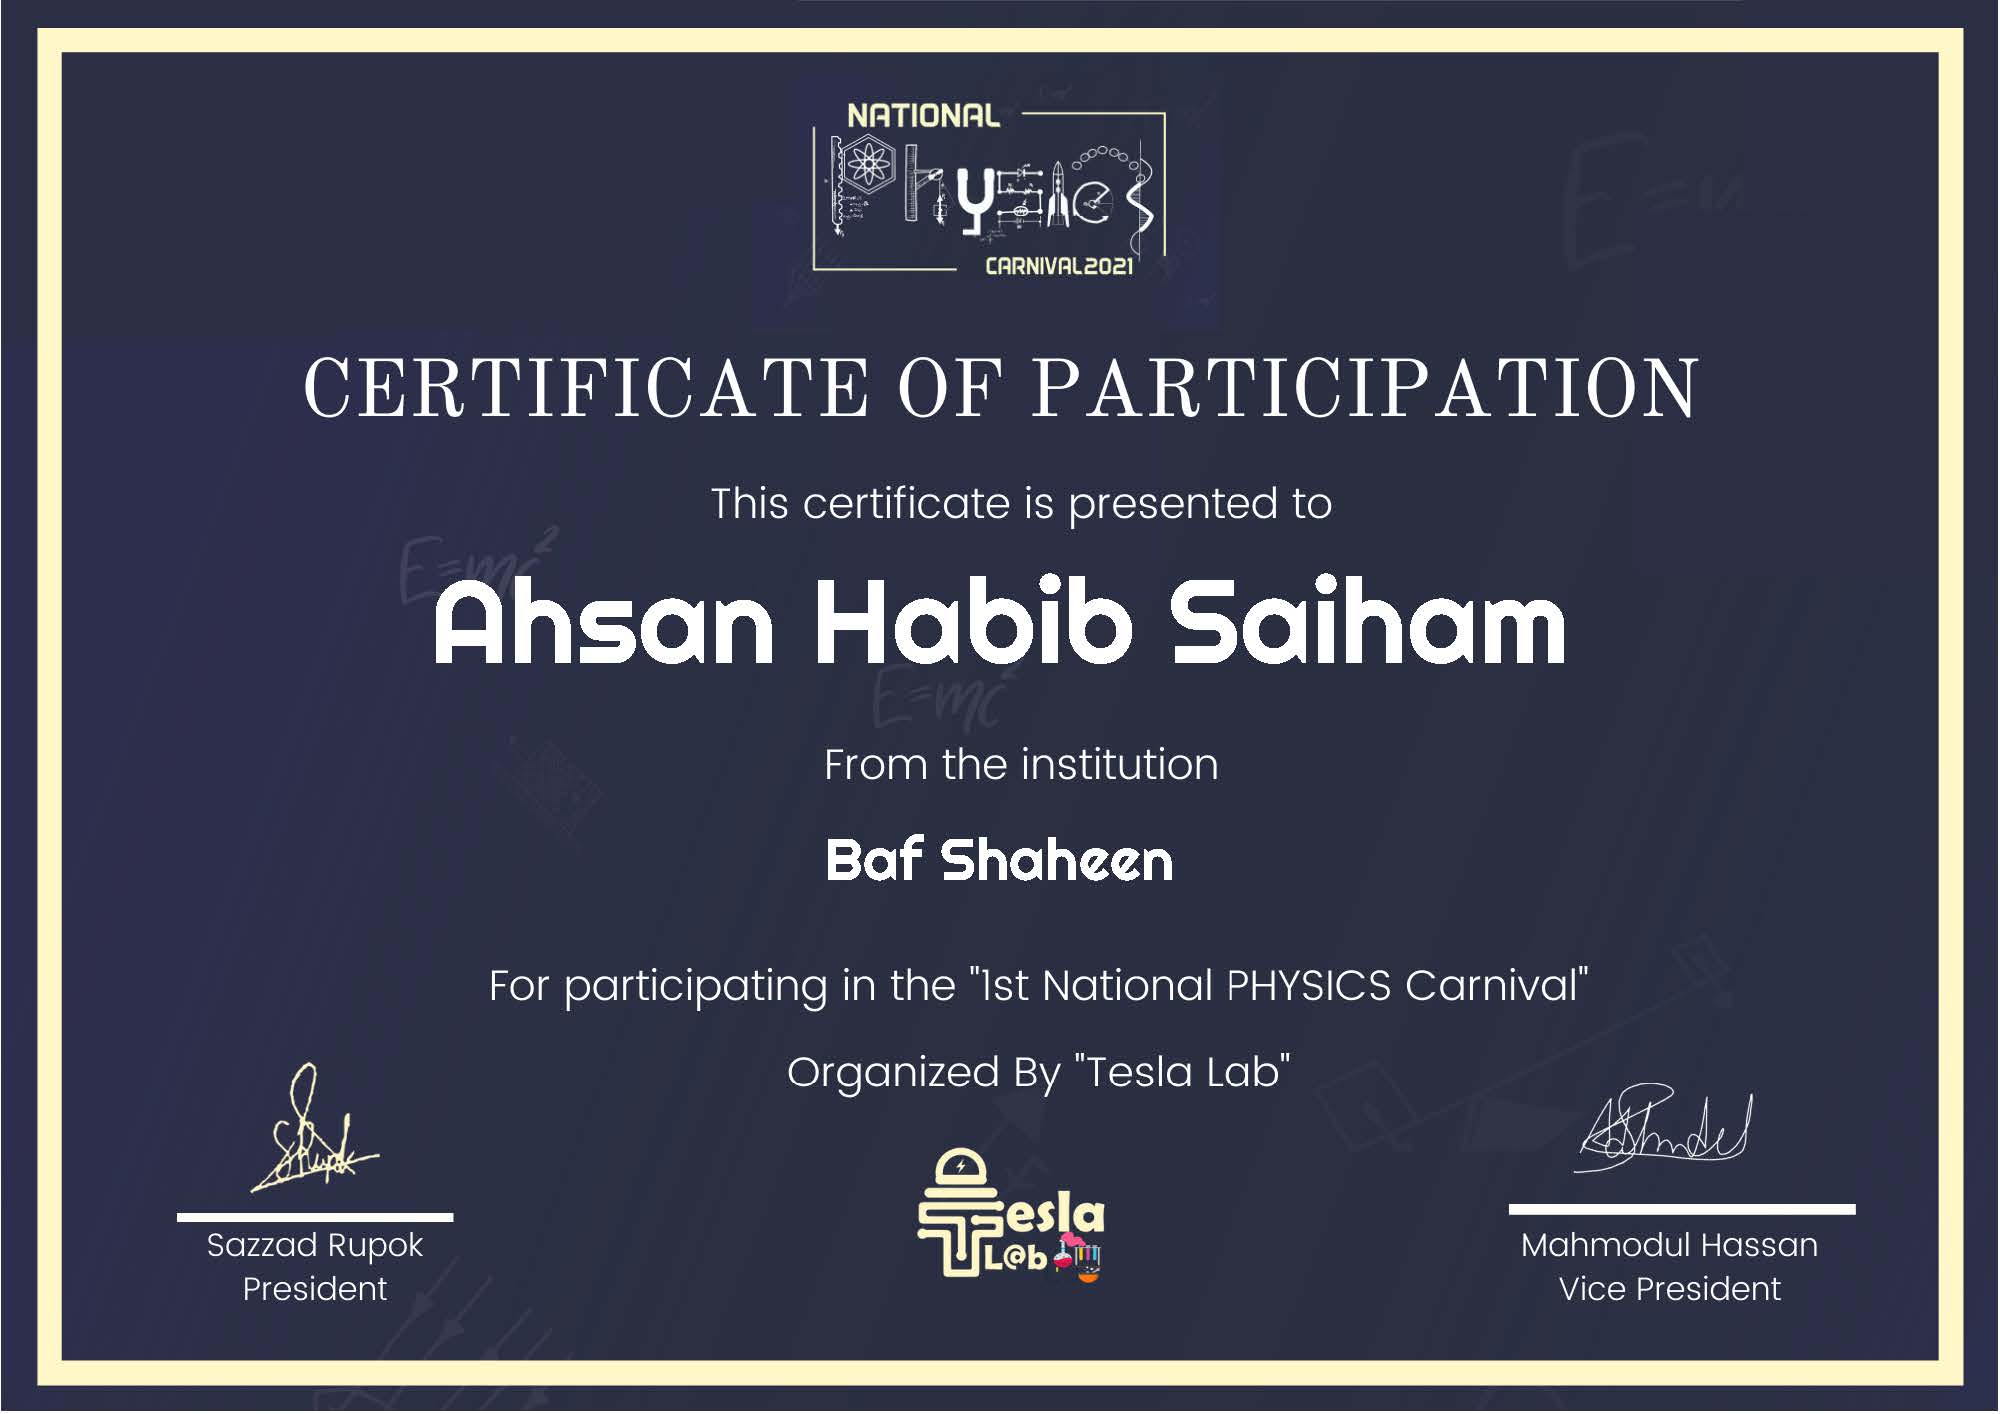 NATIONAL
Physics
CARNIVAL2021
CERTIFICATE OF PARTICIPATION
This certificate is presented to
E=mc²
Ahsan Habib Saiham
E=mc²
From the institution
Baf Shaheen
For participating in the "1st National PHYSICS Carnival"
Organized By "Tesla Lab"
Tesla
L@b
Sazzad Rupok
President
Mahmodul Hassan
Vice President